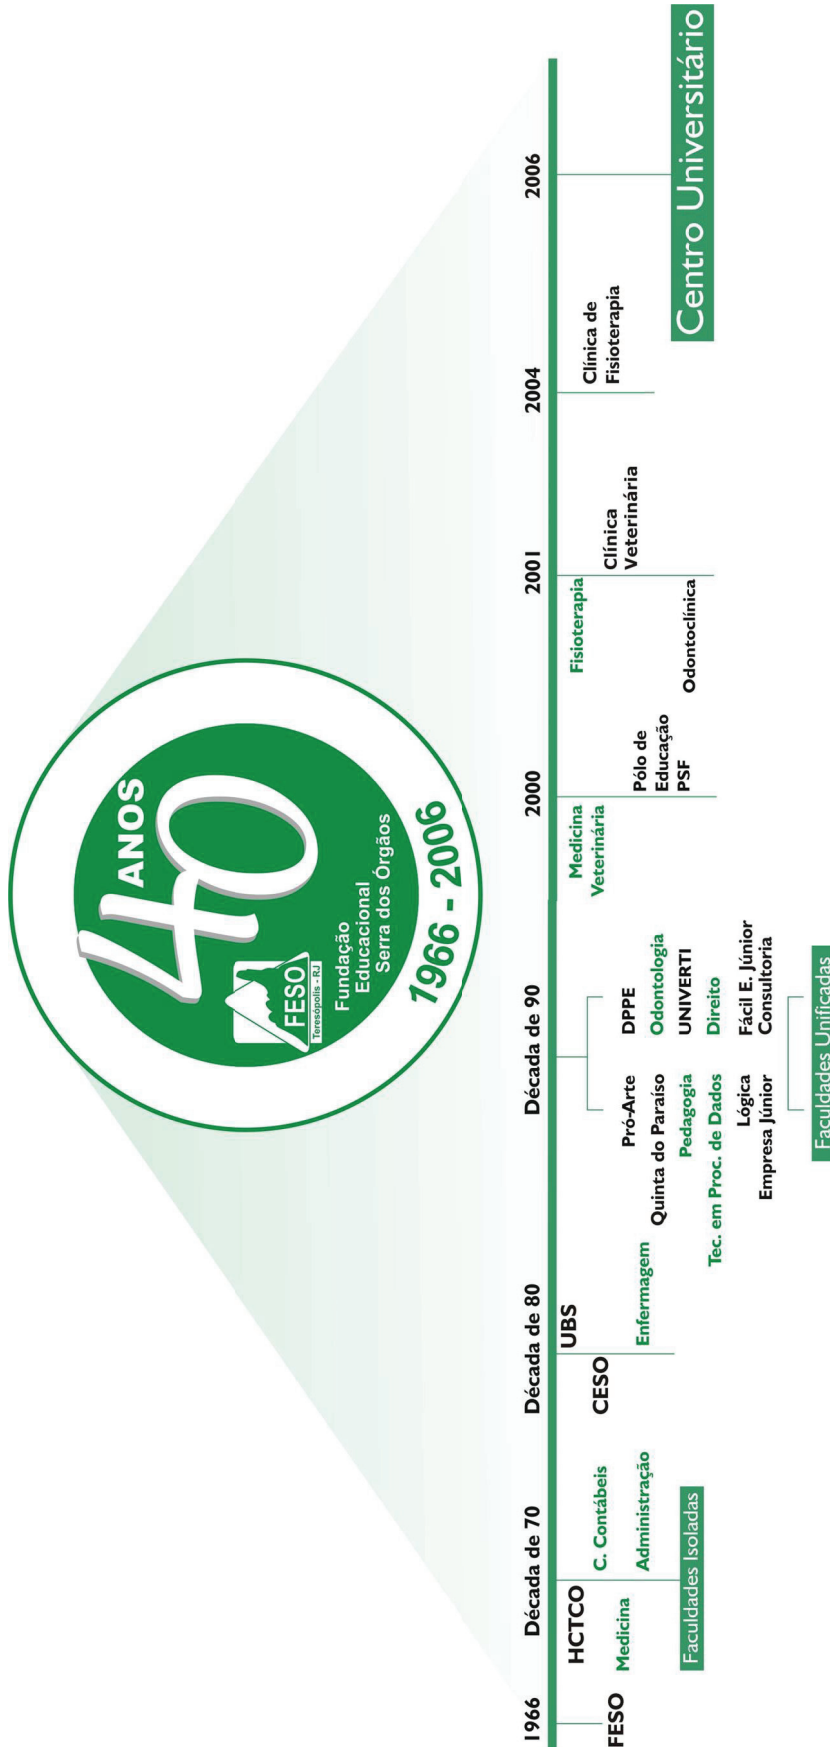 ANOS
40
FESO
Teresópolis - RJ
Fundação
Educacional
Serra dos Órgãos
1966 - 2006
1966
FESO
Década de 70
HCTCO
Medicina
C. Contábeis
Administração
Faculdades Isoladas
Década de 80
CESO
UBS
Enfermagem
Década de 90
Pró-Arte
Quinta do Paraíso
Pedagogia
Tec. em Proc. de Dados
Lógica
Empresa Júnior
DPPE
Odontologia
UNIVERTI
Direito
Fácil E. Júnior
Consultoria
Faculdades Unificadas
2000
Medicina
Veterinária
Pólo de
Educação
PSF
2001
Fisioterapia
Odontoclínica
Clínica
Veterinária
2004
Clínica de
Fisioterapia
2006
Centro Universitário